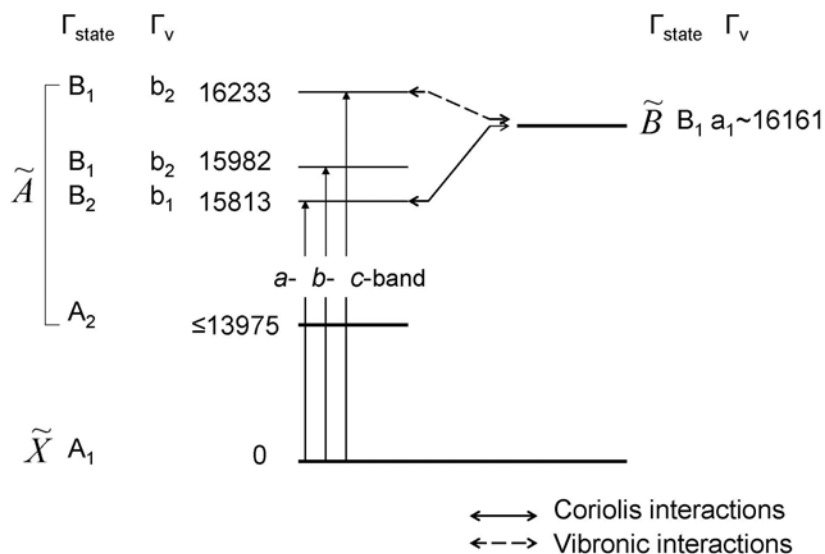 Γstate Γv Γstate Γv
B1 b2 16233
B̃ B1 a1~16161
B1 b2 15982
Ã
B2 b1 15813
a- b- c-band
A2 ≤13975
X̃ A1 0
Coriolis interactions
Vibronic interactions